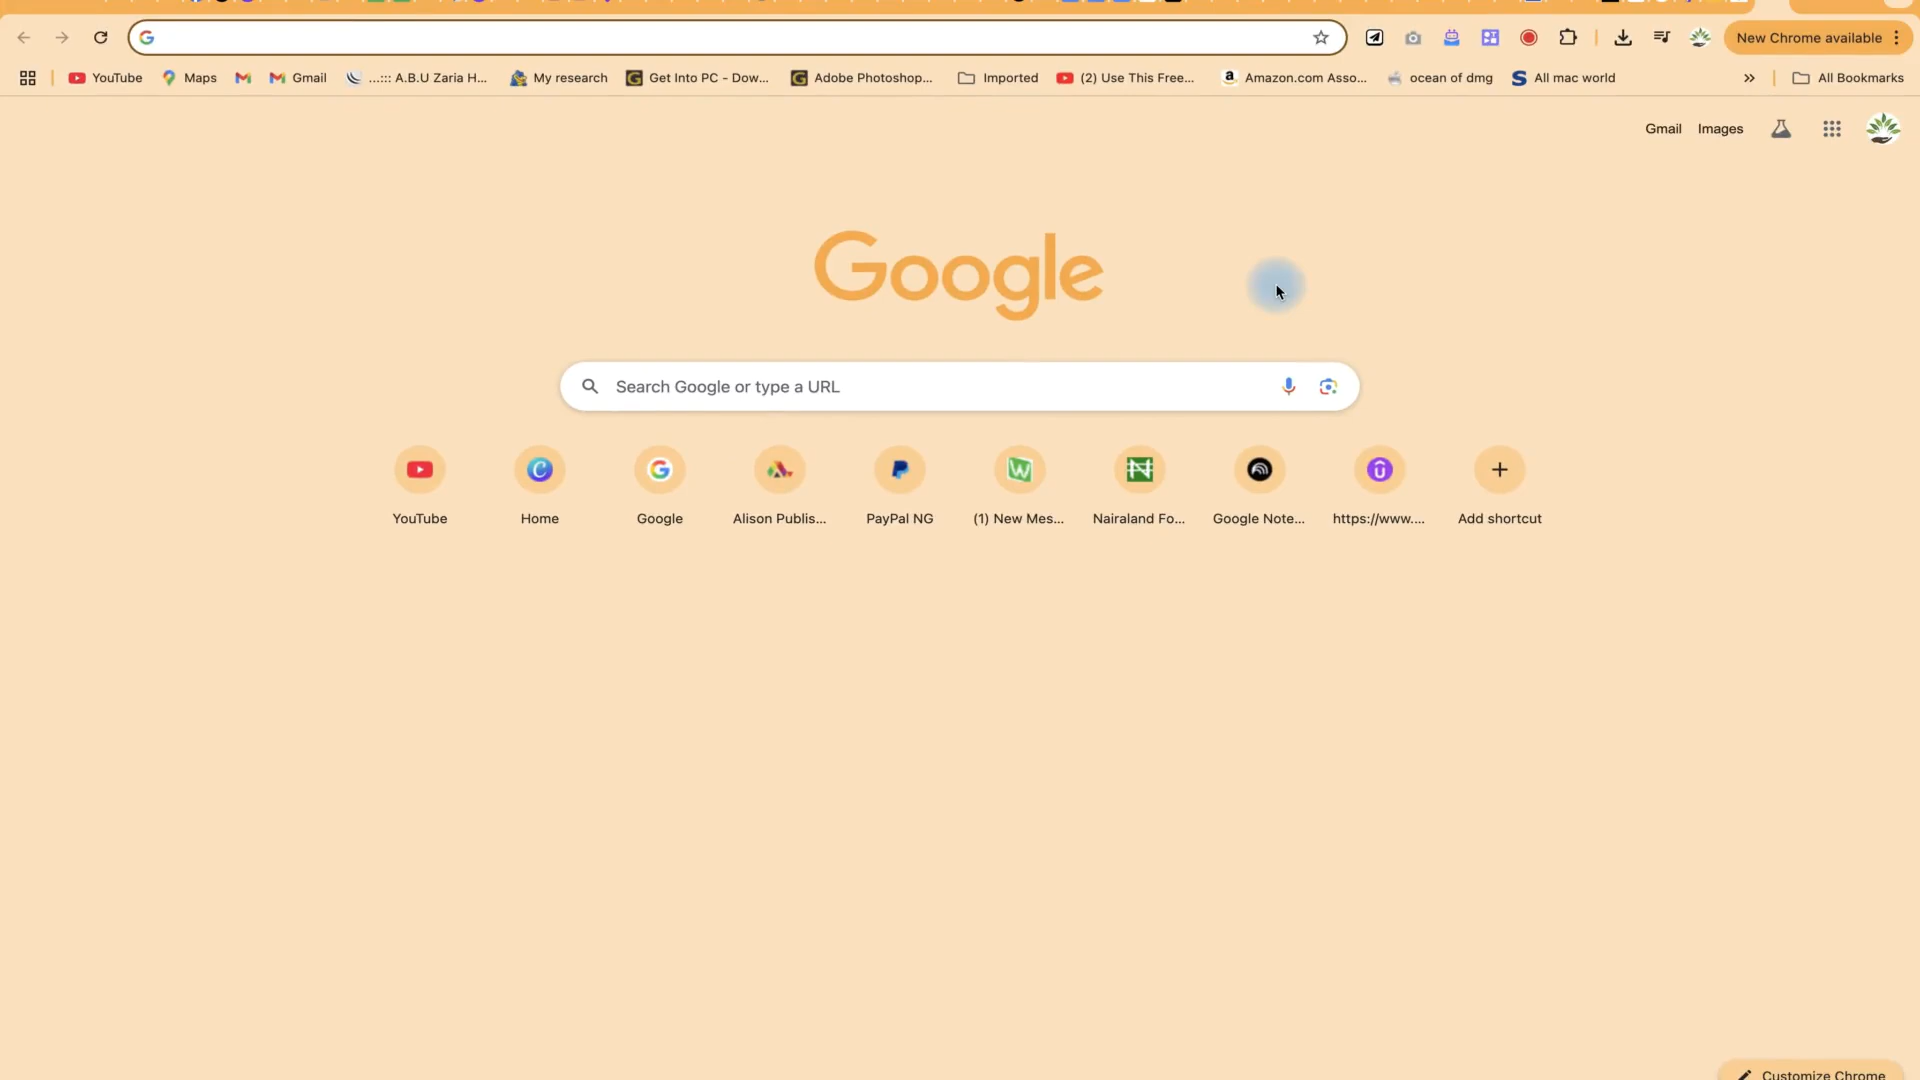 New Chrome available
YouTube
Maps
Gmail
...::: A.B.U Zaria H...
My research
Get Into PC - Dow...
Adobe Photoshop...
Imported
(2) Use This Free...
Amazon.com Asso...
ocean of dmg
All mac world
All Bookmarks
Gmail
Images
Google
Search Google or type a URL
YouTube
Home
Google
Alison Publis...
PayPal NG
(1) New Mes...
Nairaland Fo...
Google Note...
https://www....
Add shortcut
Customize Chrome